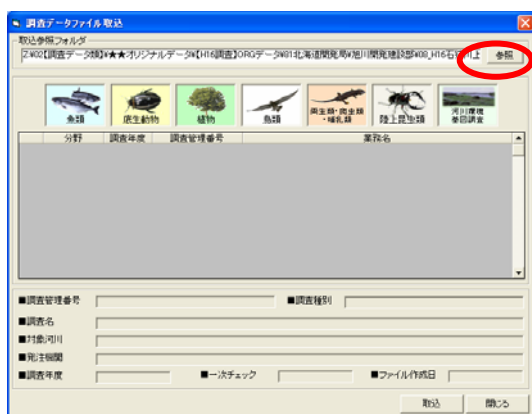 調査データファイル取込
取込参照フォルダ
Z:¥02【調査データ類】¥★★オリジナルデータ¥【H16調査】ORGデータ¥81北海道開発局¥旭川開発建設部¥08_H16石狩川上 参照
魚類 底生動物 植物 鳥類 両生類・爬虫類・哺乳類 陸上昆虫類 河川環境基図調査
分野 調査年度 調査管理番号 業務名
■調査管理番号 ■調査種別
■調査名
■対象河川
■発注機関
■調査年度 ■一次チェック ■ファイル作成日
取込 閉じる